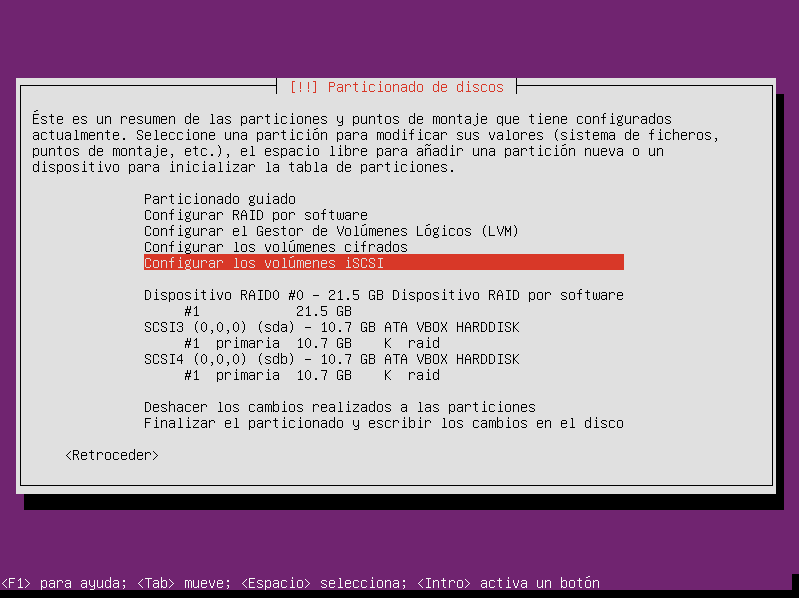 [!!] Particionado de discos
Éste es un resumen de las particiones y puntos de montaje que tiene configurados
actualmente. Seleccione una partición para modificar sus valores (sistema de ficheros,
puntos de montaje, etc.), el espacio libre para añadir una partición nueva o un
dispositivo para inicializar la tabla de particiones.
Particionado guiado
Configurar RAID por software
Configurar el Gestor de Volúmenes Lógicos (LVM)
Configurar los volúmenes cifrados
Configurar los volúmenes iSCSI
Dispositivo RAID0 #0 – 21.5 GB Dispositivo RAID por software
#1 21.5 GB
SCSI3 (0,0,0) (sda) – 10.7 GB ATA VBOX HARDDISK
#1 primaria 10.7 GB K raid
SCSI4 (0,0,0) (sdb) – 10.7 GB ATA VBOX HARDDISK
#1 primaria 10.7 GB K raid
Deshacer los cambios realizados a las particiones
Finalizar el particionado y escribir los cambios en el disco
<Retroceder>
<F1> para ayuda; <Tab> mueve; <Espacio> selecciona; <Intro> activa un botón